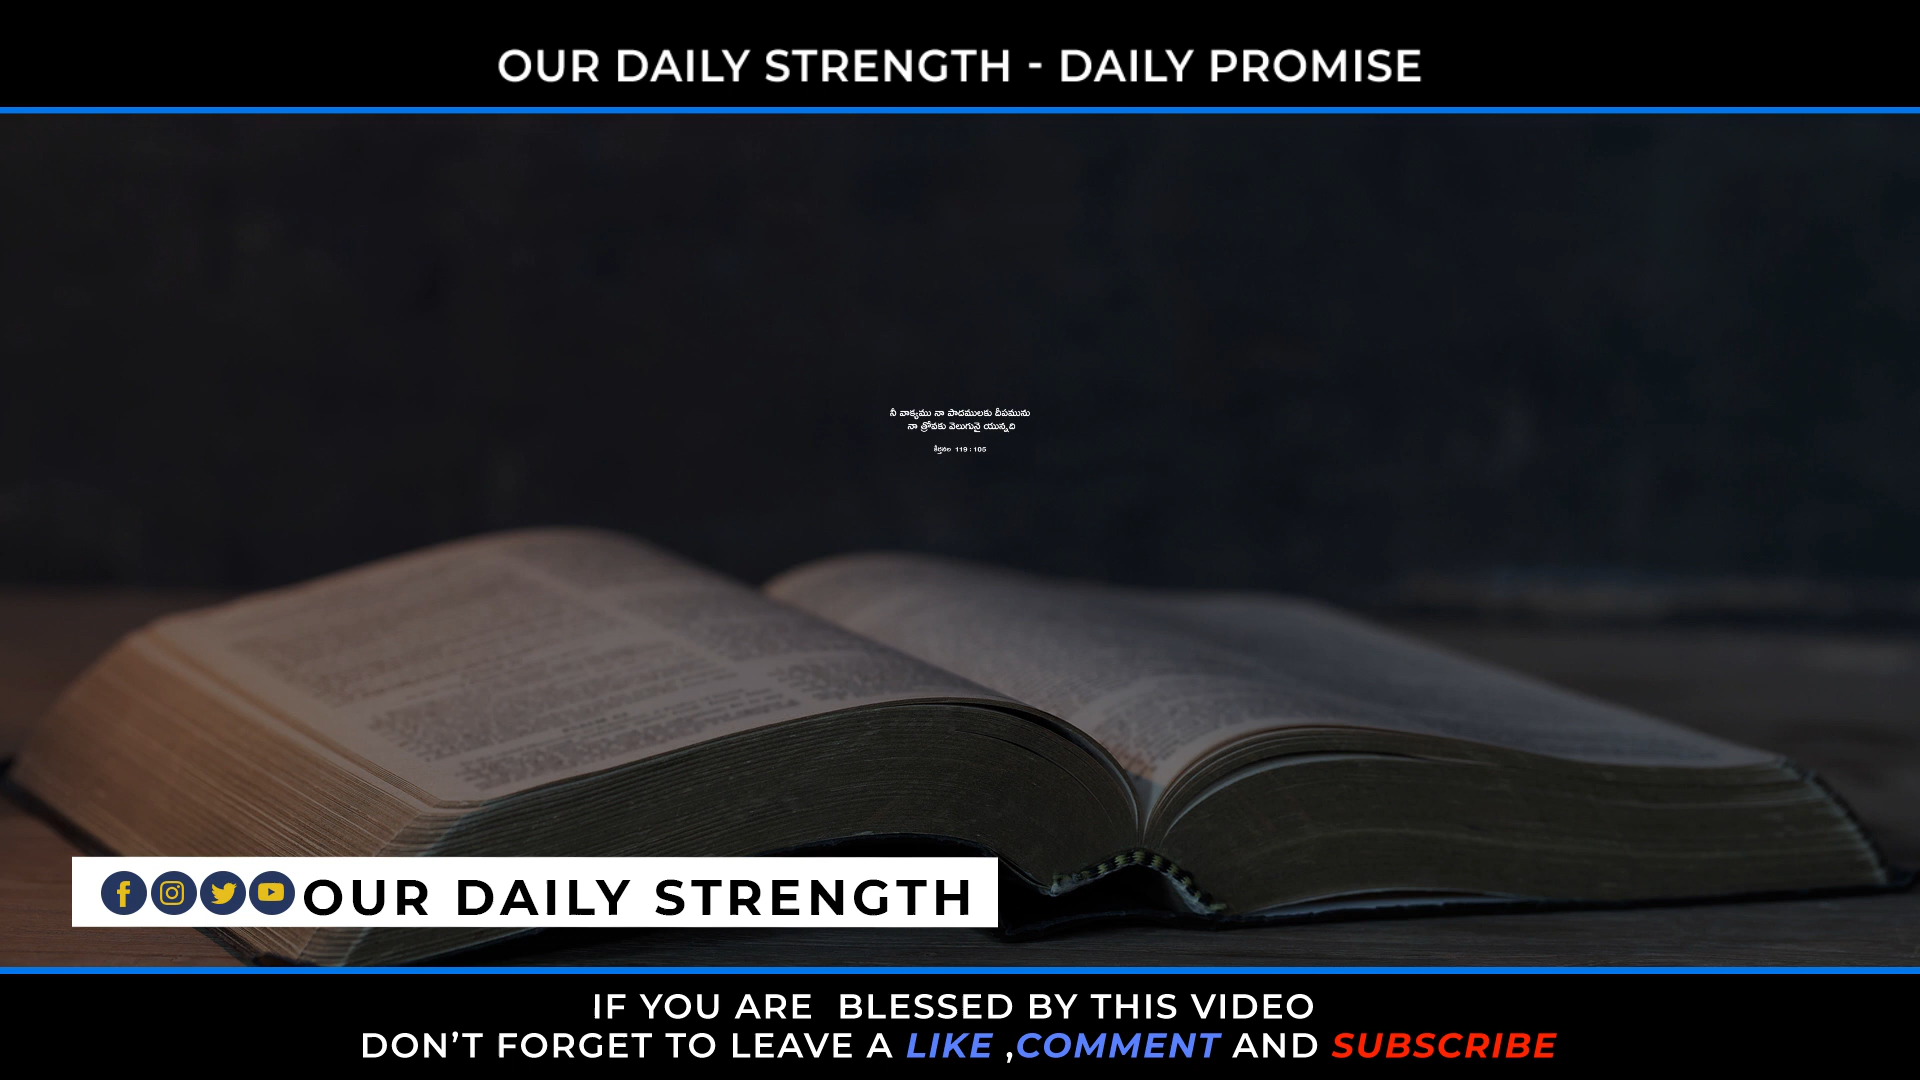 OUR DAILY STRENGTH - DAILY PROMISE
నీ వాక్యము నా పాదములకు దీపమును
నా త్రోవకు వెలుగునై యున్నది
కీర్తనల 119 : 105
OUR DAILY STRENGTH
IF YOU ARE BLESSED BY THIS VIDEO
DON’T FORGET TO LEAVE A LIKE ,COMMENT AND SUBSCRIBE